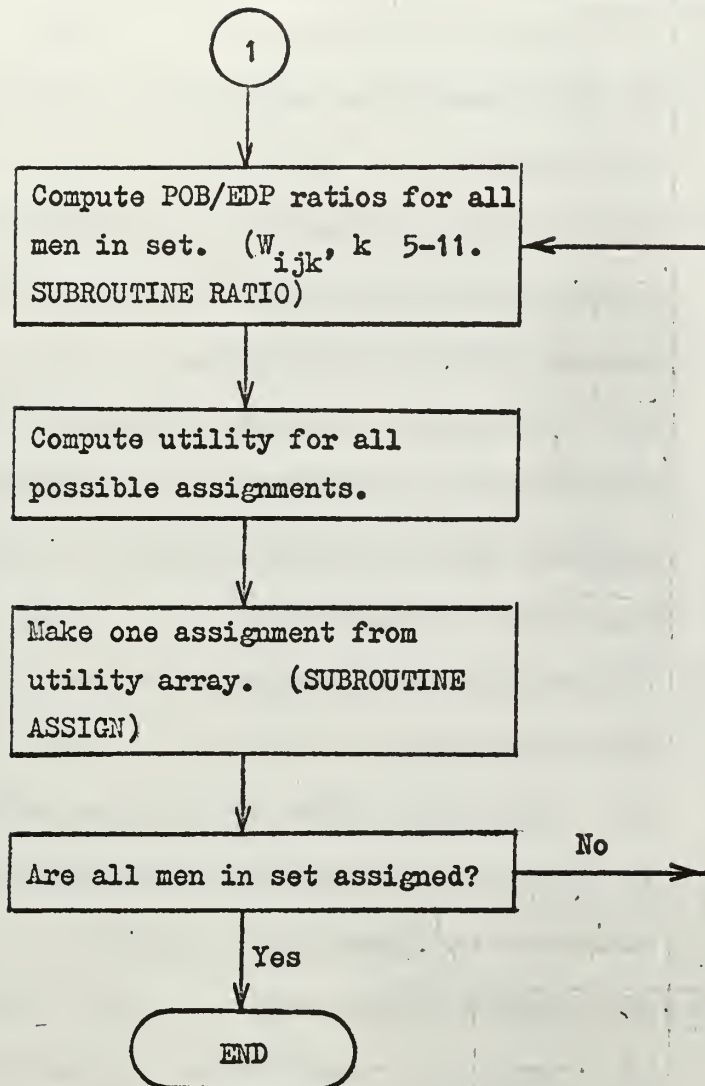 1
Compute POB/EDP ratios for all
men in set. (W_ijk, k 5-11.
SUBROUTINE RATIO)
Compute utility for all
possible assignments.
Make one assignment from
utility array. (SUBROUTINE
ASSIGN)
Are all men in set assigned?
No
Yes
END